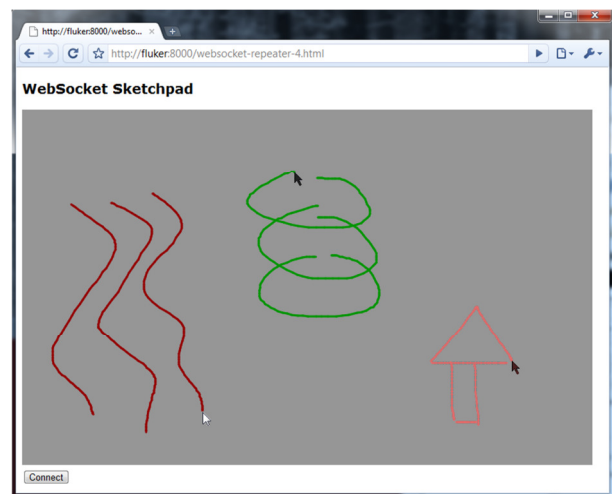 http://fluker:8000/webso...
http://fluker:8000/websocket-repeater-4.html
WebSocket Sketchpad
Connect